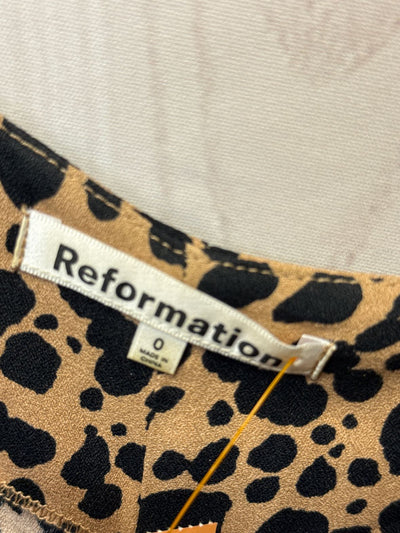 Reformation
0
MADE IN
CHINA